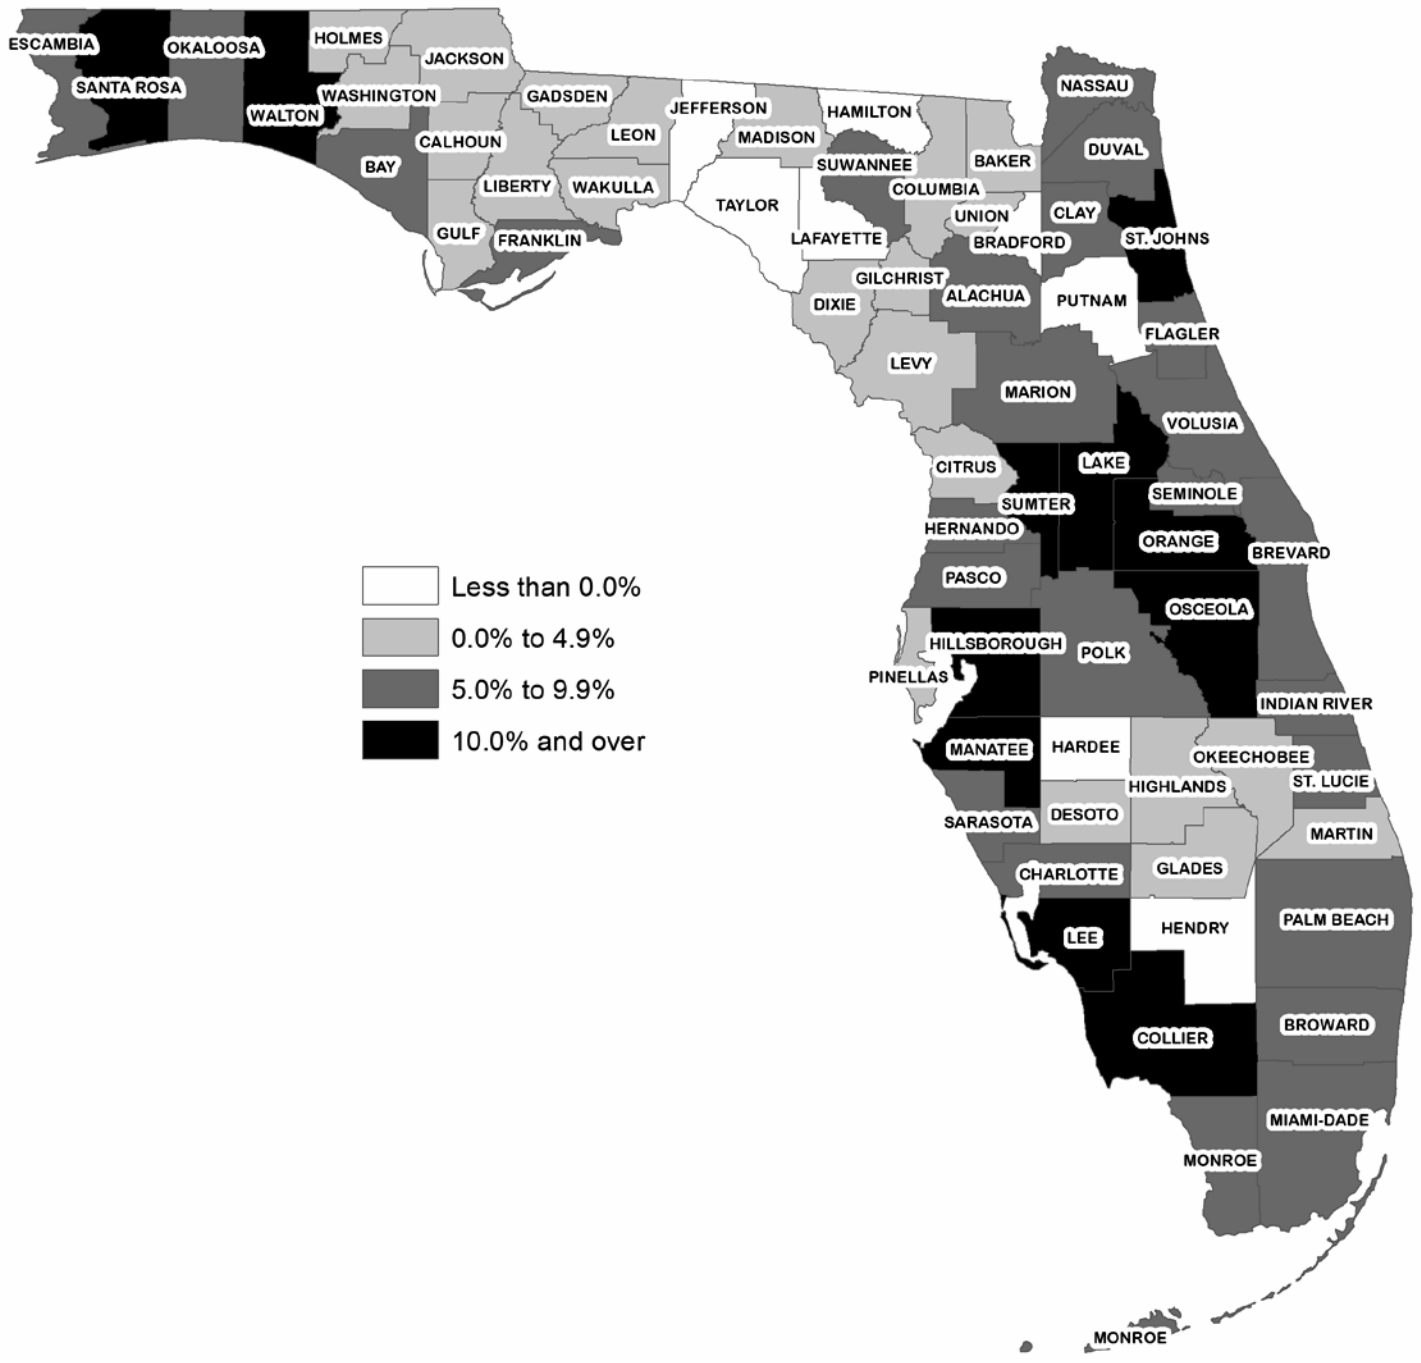 ESCAMBIA
SANTA ROSA
OKALOOSA
WALTON
HOLMES
WASHINGTON
JACKSON
BAY
CALHOUN
GULF
GADSDEN
LIBERTY
FRANKLIN
LEON
WAKULLA
JEFFERSON
MADISON
TAYLOR
HAMILTON
SUWANNEE
LAFAYETTE
DIXIE
COLUMBIA
GILCHRIST
LEVY
BAKER
UNION
BRADFORD
ALACHUA
NASSAU
DUVAL
CLAY
ST. JOHNS
PUTNAM
FLAGLER
MARION
VOLUSIA
CITRUS
LAKE
SUMTER
SEMINOLE
HERNANDO
ORANGE
BREVARD
PASCO
OSCEOLA
HILLSBOROUGH
POLK
PINELLAS
INDIAN RIVER
MANATEE
HARDEE
OKEECHOBEE
ST. LUCIE
HIGHLANDS
SARASOTA
DESOTO
MARTIN
CHARLOTTE
GLADES
LEE
HENDRY
PALM BEACH
COLLIER
BROWARD
MIAMI-DADE
MONROE
MONROE
Less than 0.0%
0.0% to 4.9%
5.0% to 9.9%
10.0% and over